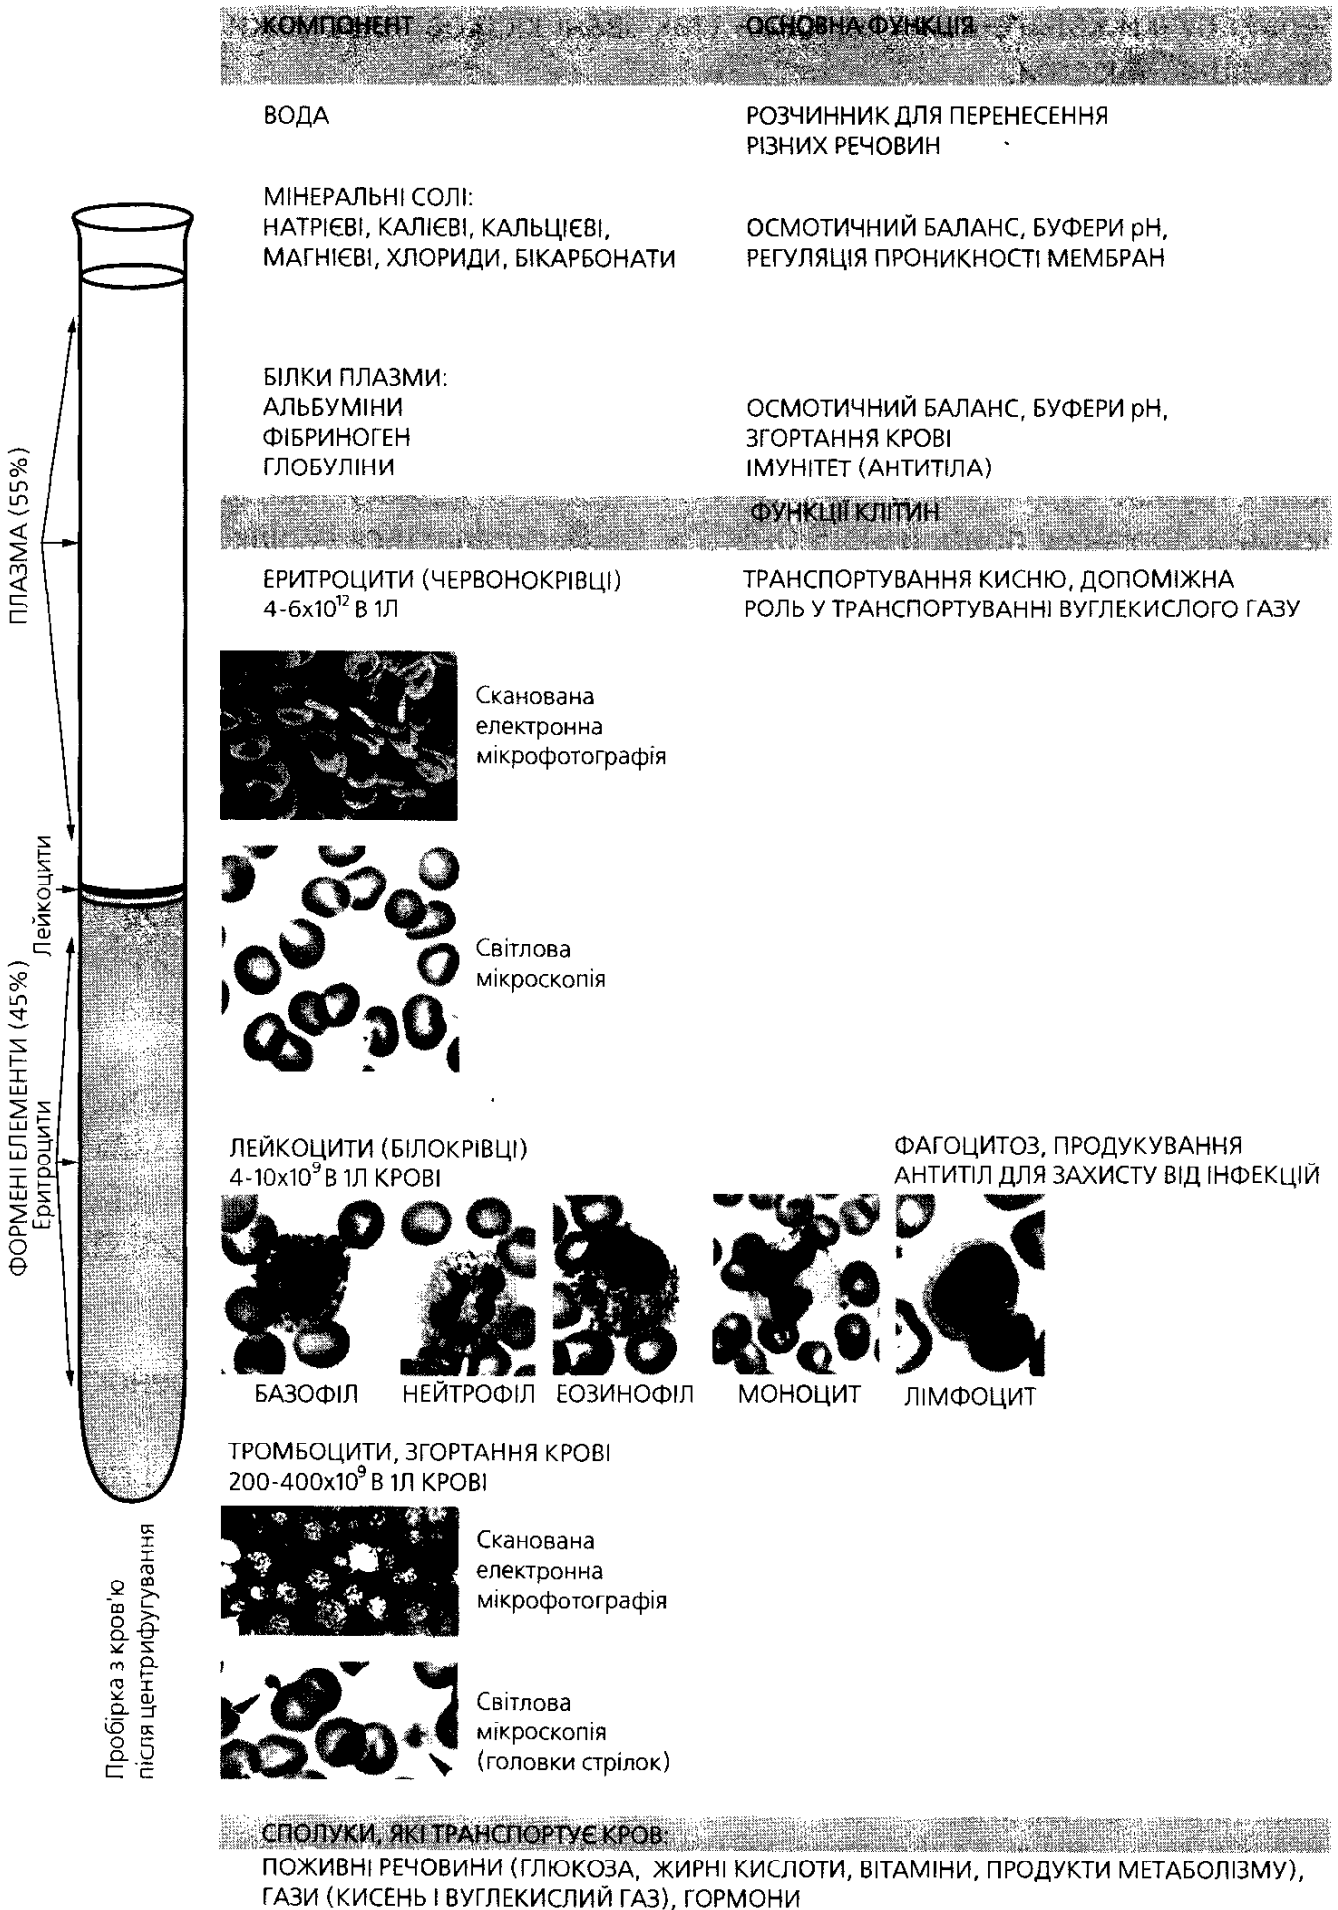 КОМПОНЕНТ
ОСНОВНА ФУНКЦІЯ
ВОДА
РОЗЧИННИК ДЛЯ ПЕРЕНЕСЕННЯ
РІЗНИХ РЕЧОВИН
МІНЕРАЛЬНІ СОЛІ:
НАТРІЄВІ, КАЛІЄВІ, КАЛЬЦІЄВІ,
МАГНІЄВІ, ХЛОРИДИ, БІКАРБОНАТИ
ОСМОТИЧНИЙ БАЛАНС, БУФЕРИ pH,
РЕГУЛЯЦІЯ ПРОНИКНОСТІ МЕМБРАН
БІЛКИ ПЛАЗМИ:
АЛЬБУМІНИ
ФІБРИНОГЕН
ГЛОБУЛІНИ
ОСМОТИЧНИЙ БАЛАНС, БУФЕРИ pH,
ЗГОРТАННЯ КРОВІ
ІМУНІТЕТ (АНТИТІЛА)
ФУНКЦІЇ КЛІТИН
ЕРИТРОЦИТИ (ЧЕРВОНОКРІВЦІ)
4-6x10¹² В 1Л
ТРАНСПОРТУВАННЯ КИСНЮ, ДОПОМІЖНА
РОЛЬ У ТРАНСПОРТУВАННІ ВУГЛЕКИСЛОГО ГАЗУ
Сканована
електронна
мікрофотографія
Світлова
мікроскопія
ЛЕЙКОЦИТИ (БІЛОКРІВЦІ)
4-10x10⁹ В 1Л КРОВІ
ФАГОЦИТОЗ, ПРОДУКУВАННЯ
АНТИТІЛ ДЛЯ ЗАХИСТУ ВІД ІНФЕКЦІЙ
БАЗОФІЛ
НЕЙТРОФІЛ
ЕОЗИНОФІЛ
МОНОЦИТ
ЛІМФОЦИТ
ТРОМБОЦИТИ, ЗГОРТАННЯ КРОВІ
200-400x10⁹ В 1Л КРОВІ
Сканована
електронна
мікрофотографія
Світлова
мікроскопія
(головки стрілок)
СПОЛУКИ, ЯКІ ТРАНСПОРТУЄ КРОВ:
ПОЖИВНІ РЕЧОВИНИ (ГЛЮКОЗА, ЖИРНІ КИСЛОТИ, ВІТАМІНИ, ПРОДУКТИ МЕТАБОЛІЗМУ),
ГАЗИ (КИСЕНЬ І ВУГЛЕКИСЛИЙ ГАЗ), ГОРМОНИ
ПЛАЗМА (55%)
Лейкоцити
ФОРМЕНІ ЕЛЕМЕНТИ (45%)
Еритроцити
Пробірка з кров'ю
після центрифугування